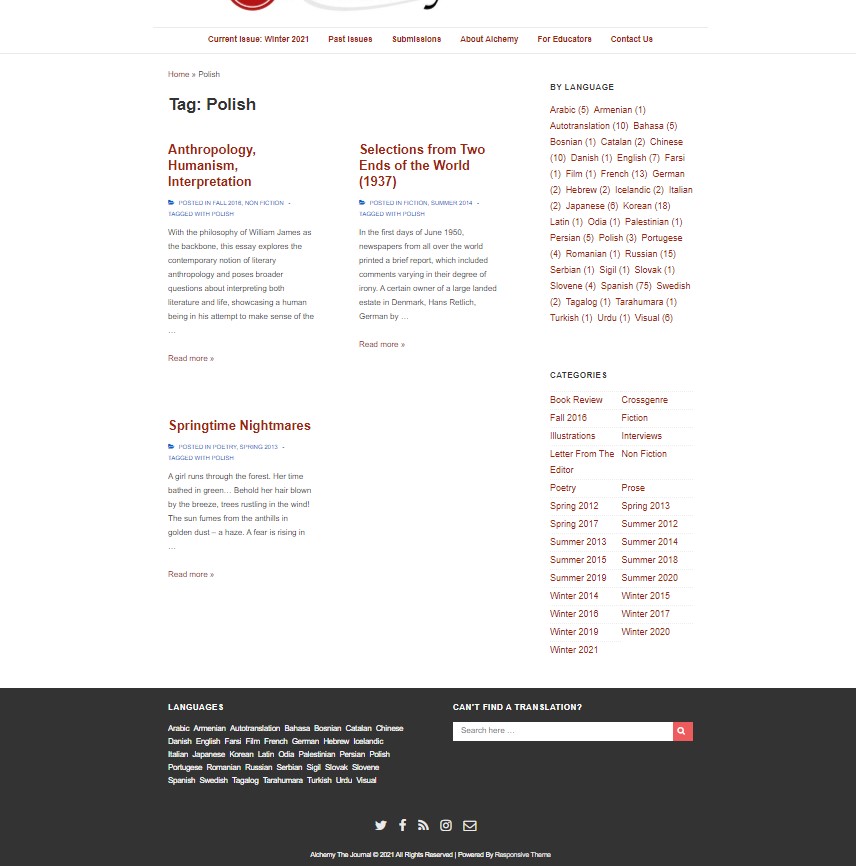 Current Issue: Winter 2021 Past Issues Submissions About Alchemy For Educators Contact Us
Home » Polish
Tag: Polish
Anthropology,
Humanism,
Interpretation
POSTED IN FALL 2016, NON FICTION -
TAGGED WITH POLISH
With the philosophy of William James as
the backbone, this essay explores the
contemporary notion of literary
anthropology and poses broader
questions about interpreting both
literature and life, showcasing a human
being in his attempt to make sense of the
…
Read more »
Selections from Two
Ends of the World
(1937)
POSTED IN FICTION, SUMMER 2014 -
TAGGED WITH POLISH
In the first days of June 1950,
newspapers from all over the world
printed a brief report, which included
comments varying in their degree of
irony. A certain owner of a large landed
estate in Denmark, Hans Retlich,
German by …
Read more »
Springtime Nightmares
POSTED IN POETRY, SPRING 2013 -
TAGGED WITH POLISH
A girl runs through the forest. Her time
bathed in green… Behold her hair blown
by the breeze, trees rustling in the wind!
The sun fumes from the anthills in
golden dust – a haze. A fear is rising in
…
Read more »
BY LANGUAGE
Arabic (5) Armenian (1)
Autotranslation (10) Bahasa (5)
Bosnian (1) Catalan (2) Chinese
(10) Danish (1) English (7) Farsi
(1) Film (1) French (13) German
(2) Hebrew (2) Icelandic (2) Italian
(2) Japanese (6) Korean (18)
Latin (1) Odia (1) Palestinian (1)
Persian (5) Polish (3) Portugese
(4) Romanian (1) Russian (15)
Serbian (1) Sigil (1) Slovak (1)
Slovene (4) Spanish (75) Swedish
(2) Tagalog (1) Tarahumara (1)
Turkish (1) Urdu (1) Visual (6)
CATEGORIES
Book Review Crossgenre
Fall 2016 Fiction
Illustrations Interviews
Letter From The Non Fiction
Editor
Poetry Prose
Spring 2012 Spring 2013
Spring 2017 Summer 2012
Summer 2013 Summer 2014
Summer 2015 Summer 2018
Summer 2019 Summer 2020
Winter 2014 Winter 2015
Winter 2016 Winter 2017
Winter 2019 Winter 2020
Winter 2021
LANGUAGES
Arabic Armenian Autotranslation Bahasa Bosnian Catalan Chinese
Danish English Farsi Film French German Hebrew Icelandic
Italian Japanese Korean Latin Odia Palestinian Persian Polish
Portugese Romanian Russian Serbian Sigil Slovak Slovene
Spanish Swedish Tagalog Tarahumara Turkish Urdu Visual
CAN'T FIND A TRANSLATION?
Search here …
Alchemy The Journal © 2021 All Rights Reserved | Powered By Responsive Theme